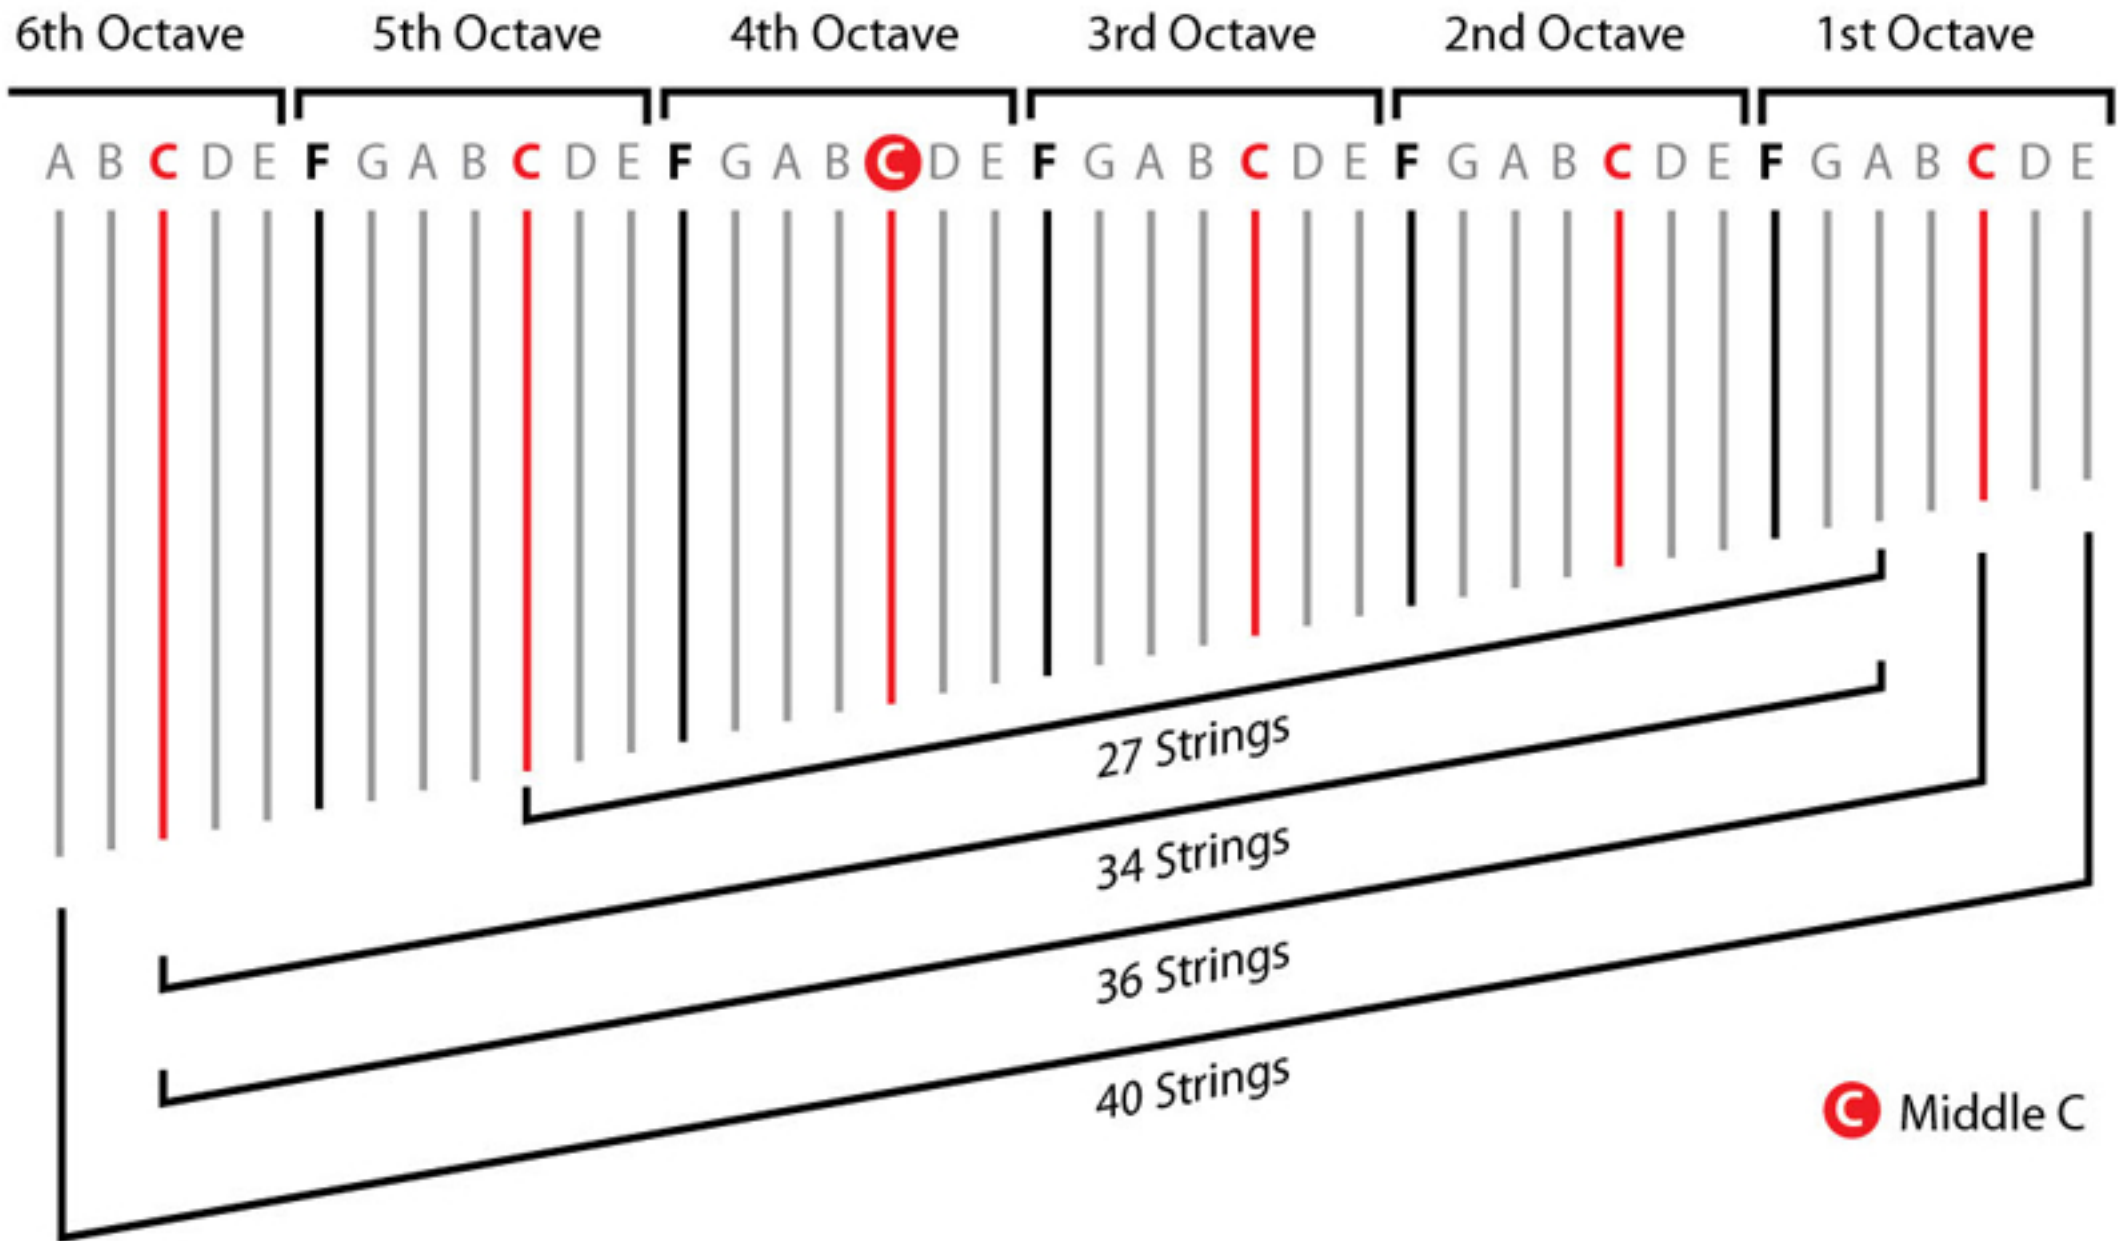 6th Octave 5th Octave 4th Octave 3rd Octave 2nd Octave 1st Octave
A B C D E F G A B C D E F G A B C D E F G A B C D E F G A B C D E F G A B C D E
27 Strings
34 Strings
36 Strings
40 Strings
C Middle C